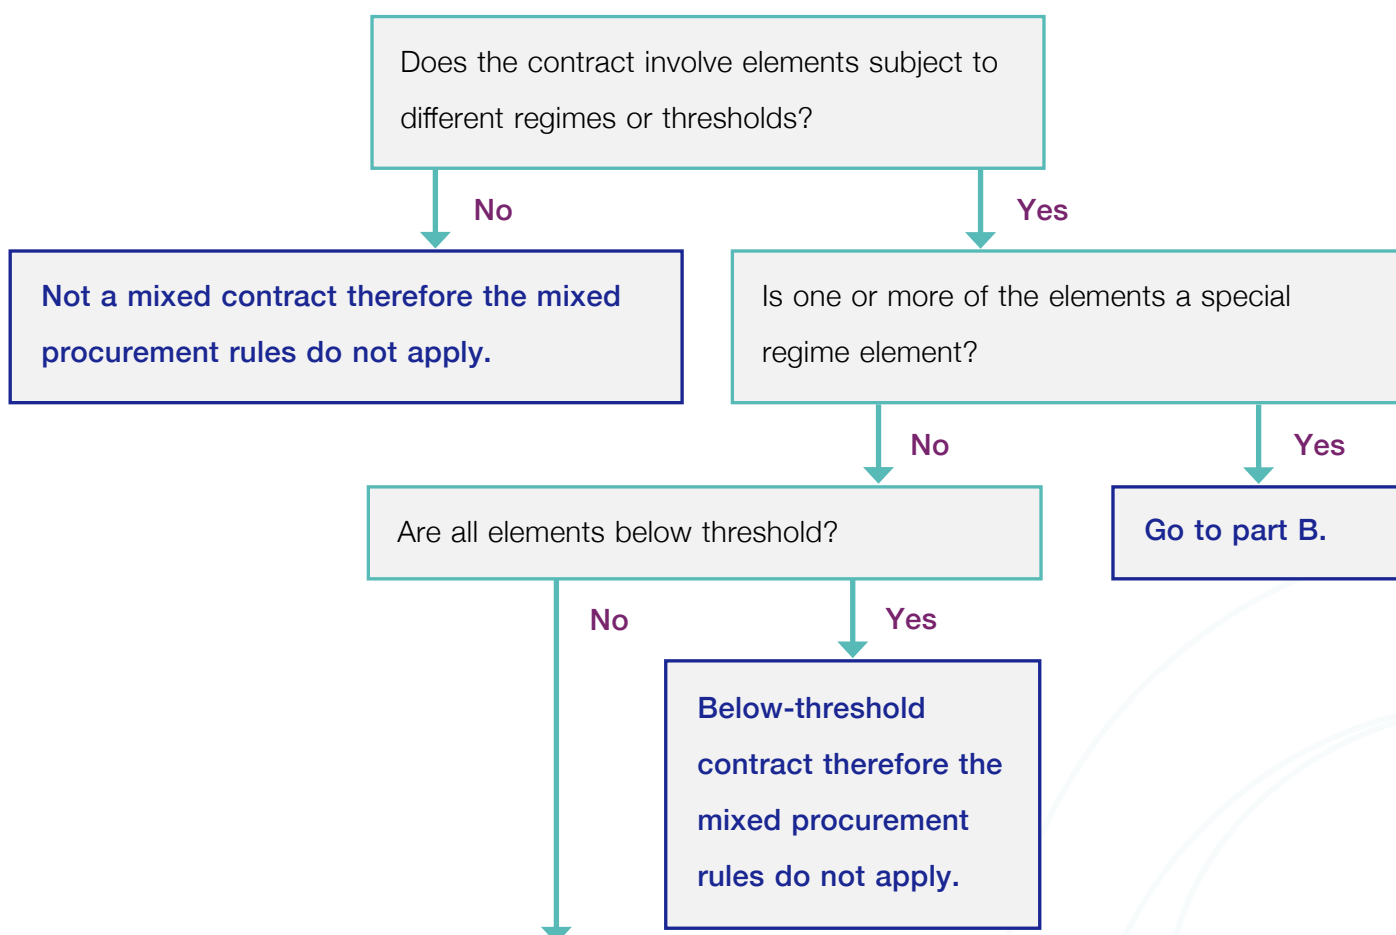 Does the contract involve elements subject to
different regimes or thresholds?
No
Yes
Not a mixed contract therefore the mixed
procurement rules do not apply.
Is one or more of the elements a special
regime element?
No
Yes
Are all elements below threshold?
Go to part B.
No
Yes
Below-threshold
contract therefore the
mixed procurement
rules do not apply.